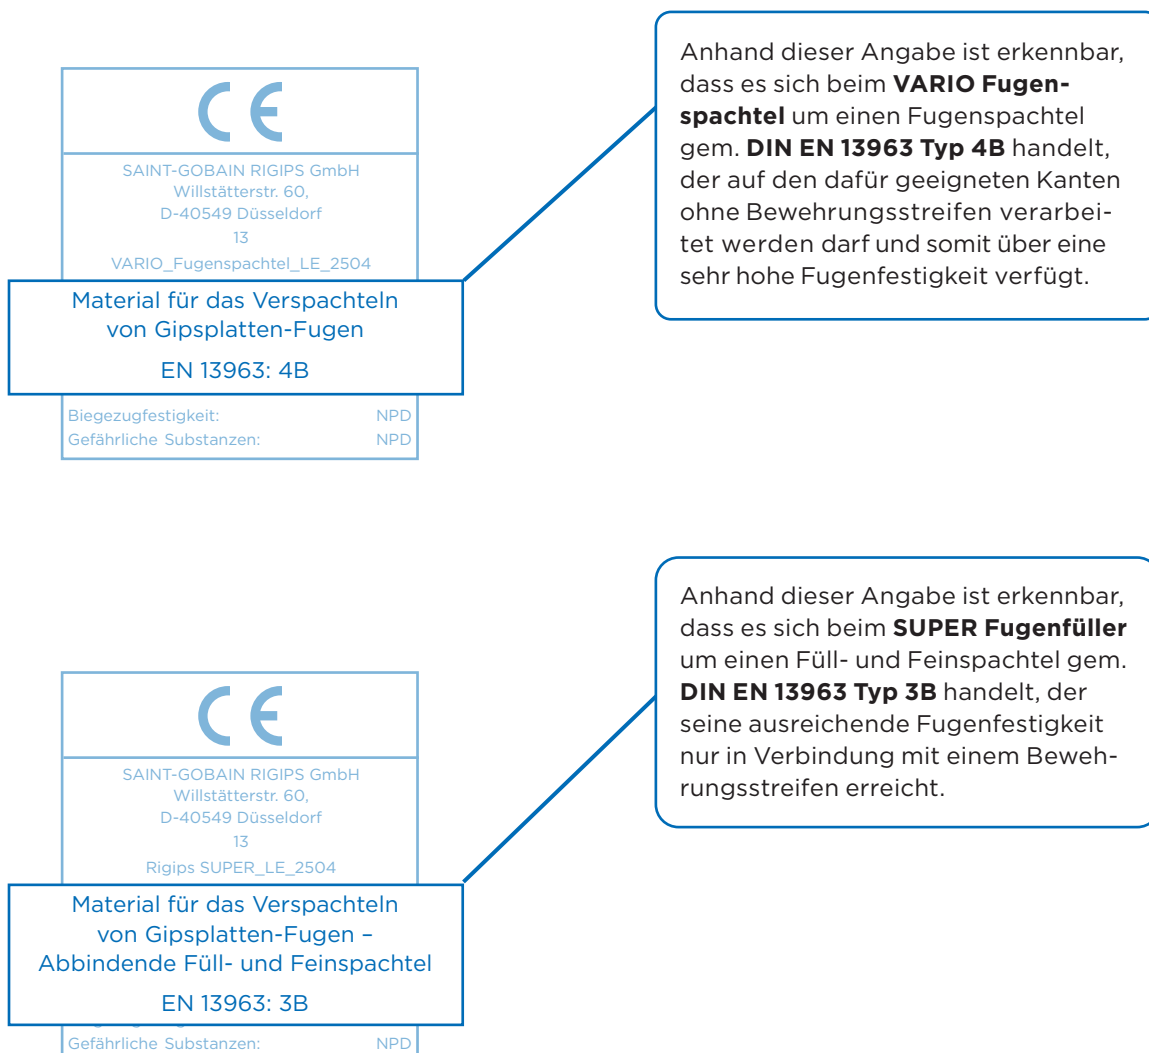 CE
SAINT-GOBAIN RIGIPS GmbH
Willstätterstr. 60,
D-40549 Düsseldorf
13
VARIO_Fugenspachtel_LE_2504
Material für das Verspachteln
von Gipsplatten-Fugen
EN 13963: 4B
Biegezugfestigkeit: NPD
Gefährliche Substanzen: NPD
Anhand dieser Angabe ist erkennbar,
dass es sich beim VARIO Fugen-
spachtel um einen Fugenspachtel
gem. DIN EN 13963 Typ 4B handelt,
der auf den dafür geeigneten Kanten
ohne Bewehrungsstreifen verarbei-
tet werden darf und somit über eine
sehr hohe Fugenfestigkeit verfügt.
CE
SAINT-GOBAIN RIGIPS GmbH
Willstätterstr. 60,
D-40549 Düsseldorf
13
Rigips SUPER_LE_2504
Material für das Verspachteln
von Gipsplatten-Fugen –
Abbindende Füll- und Feinspachtel
EN 13963: 3B
Gefährliche Substanzen: NPD
Anhand dieser Angabe ist erkennbar,
dass es sich beim SUPER Fugenfüller
um einen Füll- und Feinspachtel gem.
DIN EN 13963 Typ 3B handelt, der
seine ausreichende Fugenfestigkeit
nur in Verbindung mit einem Beweh-
rungsstreifen erreicht.